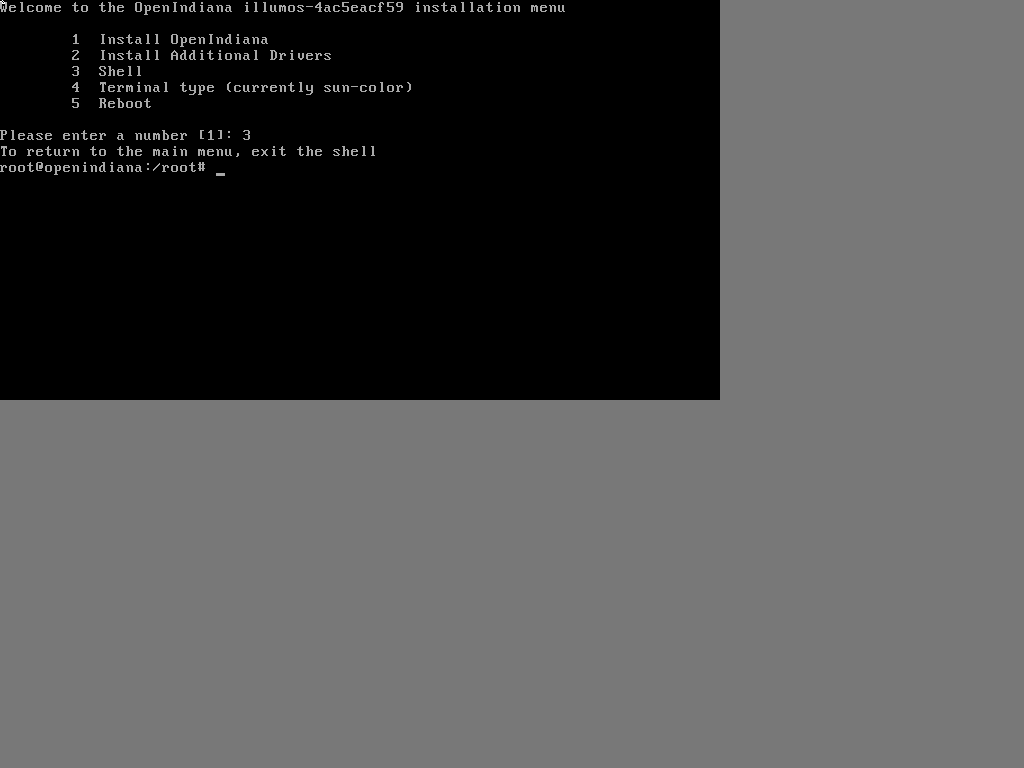 Welcome to the OpenIndiana illumos-4ac5eacf59 installation menu
1 Install OpenIndiana
2 Install Additional Drivers
3 Shell
4 Terminal type (currently sun-color)
5 Reboot
Please enter a number [1]: 3
To return to the main menu, exit the shell
root@openindiana:/root# _